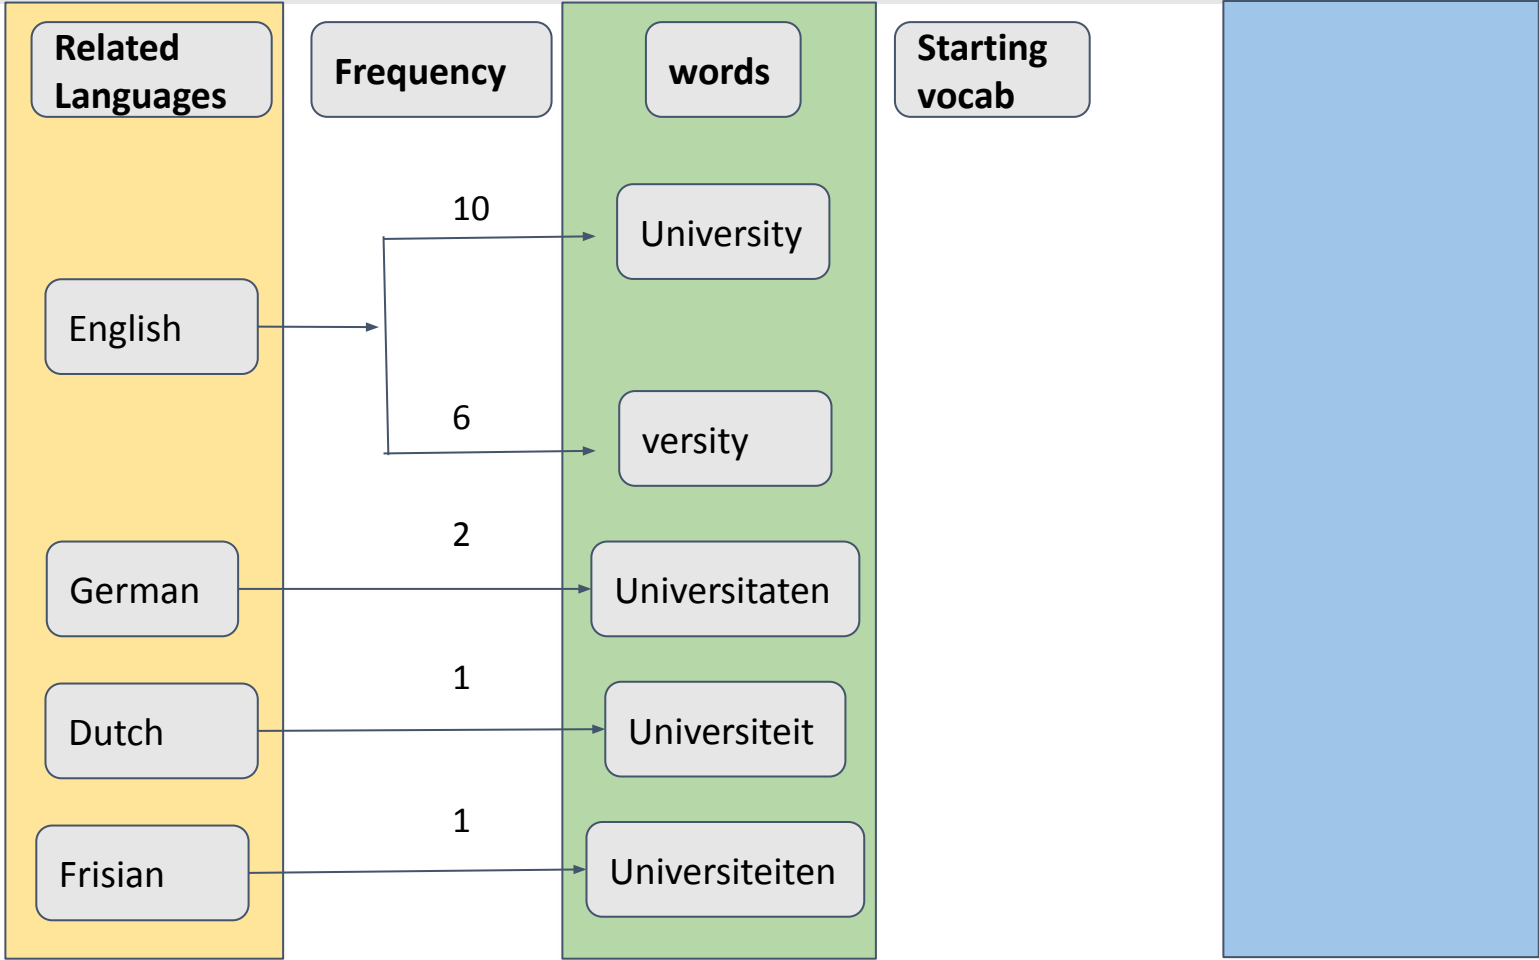 Related
Languages
Frequency
words
Starting
vocab
10
University
English
6
versity
2
German
Universitaten
1
Dutch
Universiteit
1
Frisian
Universiteiten